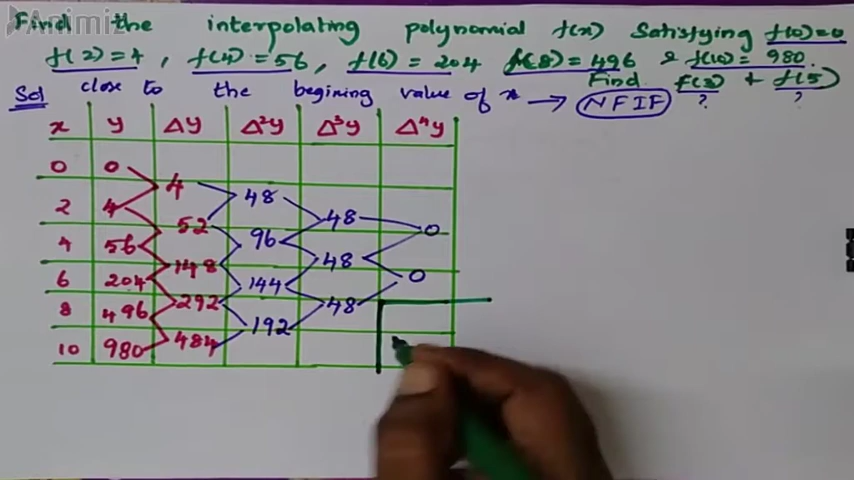 Animiz
Find the interpolating polynomial f(x) Satisfying f(0)=0
f(2)=4, f(4)=56, f(6)=204 f(8)=496 & f(10)=980.
Find f(3) + f(5)
Sol close to the begining value of x → NFIF ? ?
x y Δy Δ²y Δ³y Δ⁴y
0 0
4
2 4 48
52 48
4 56 96 0
148 48
6 204 144 0
292 48
8 496 192
484
10 980